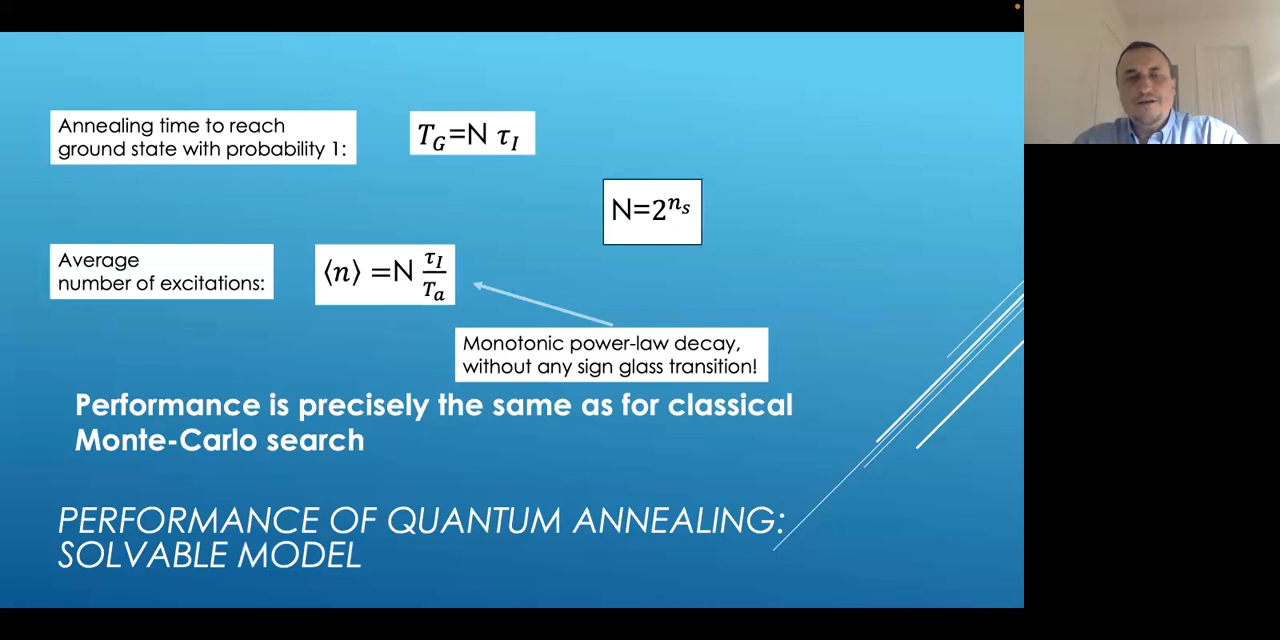 Annealing time to reach
ground state with probability 1:
T_G=N τ_I
N=2^{n_s}
Average
number of excitations:
⟨n⟩ =N τ_I/T_a
Monotonic power-law decay,
without any sign glass transition!
Performance is precisely the same as for classical
Monte-Carlo search
PERFORMANCE OF QUANTUM ANNEALING:
SOLVABLE MODEL